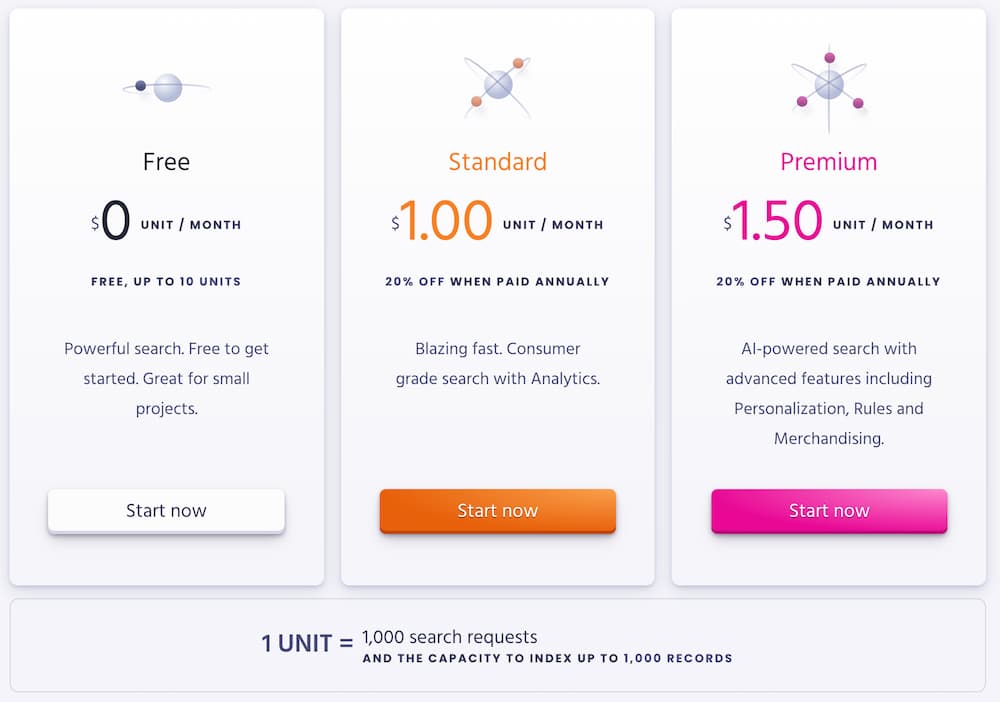 Free
$0 UNIT / MONTH
FREE, UP TO 10 UNITS
Powerful search. Free to get
started. Great for small
projects.
Start now
Standard
$1.00 UNIT / MONTH
20% OFF WHEN PAID ANNUALLY
Blazing fast. Consumer
grade search with Analytics.
Start now
Premium
$1.50 UNIT / MONTH
20% OFF WHEN PAID ANNUALLY
AI-powered search with
advanced features including
Personalization, Rules and
Merchandising.
Start now
1 UNIT = 1,000 search requests
AND THE CAPACITY TO INDEX UP TO 1,000 RECORDS